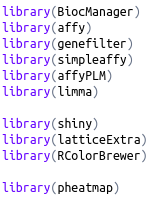 library(BiocManager)
library(affy)
library(genefilter)
library(simpleaffy)
library(affyPLM)
library(limma)
library(shiny)
library(latticeExtra)
library(RColorBrewer)
library(pheatmap)